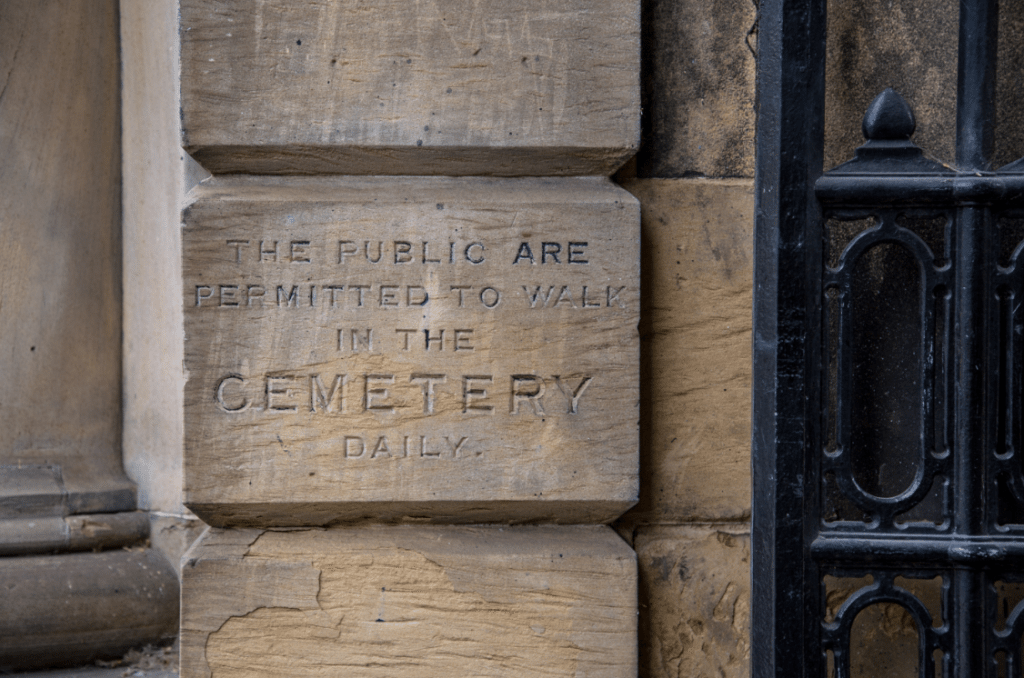 THE PUBLIC ARE
PERMITTED TO WALK
IN THE
CEMETERY
DAILY.